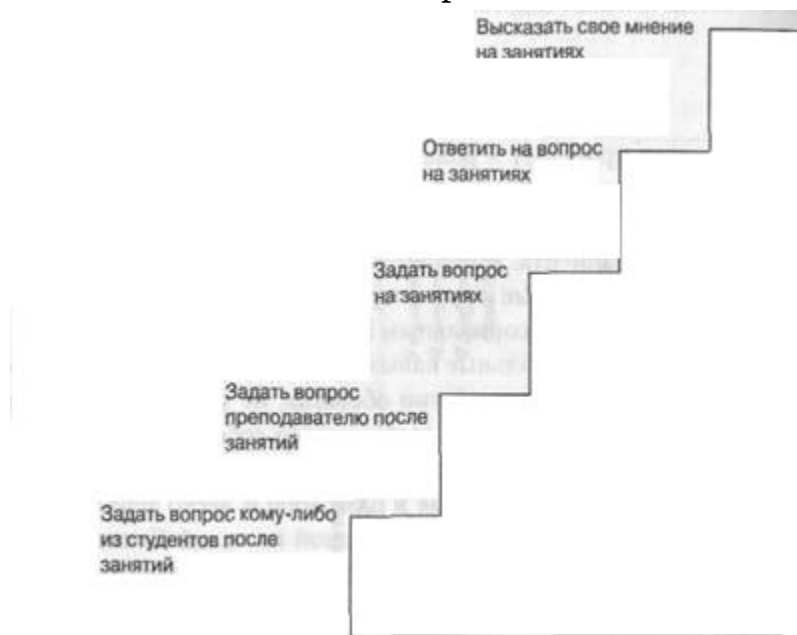 Высказать свое мнение
на занятиях
Ответить на вопрос
на занятиях
Задать вопрос
на занятиях
Задать вопрос
преподавателю после
занятий
Задать вопрос кому-либо
из студентов после
занятий